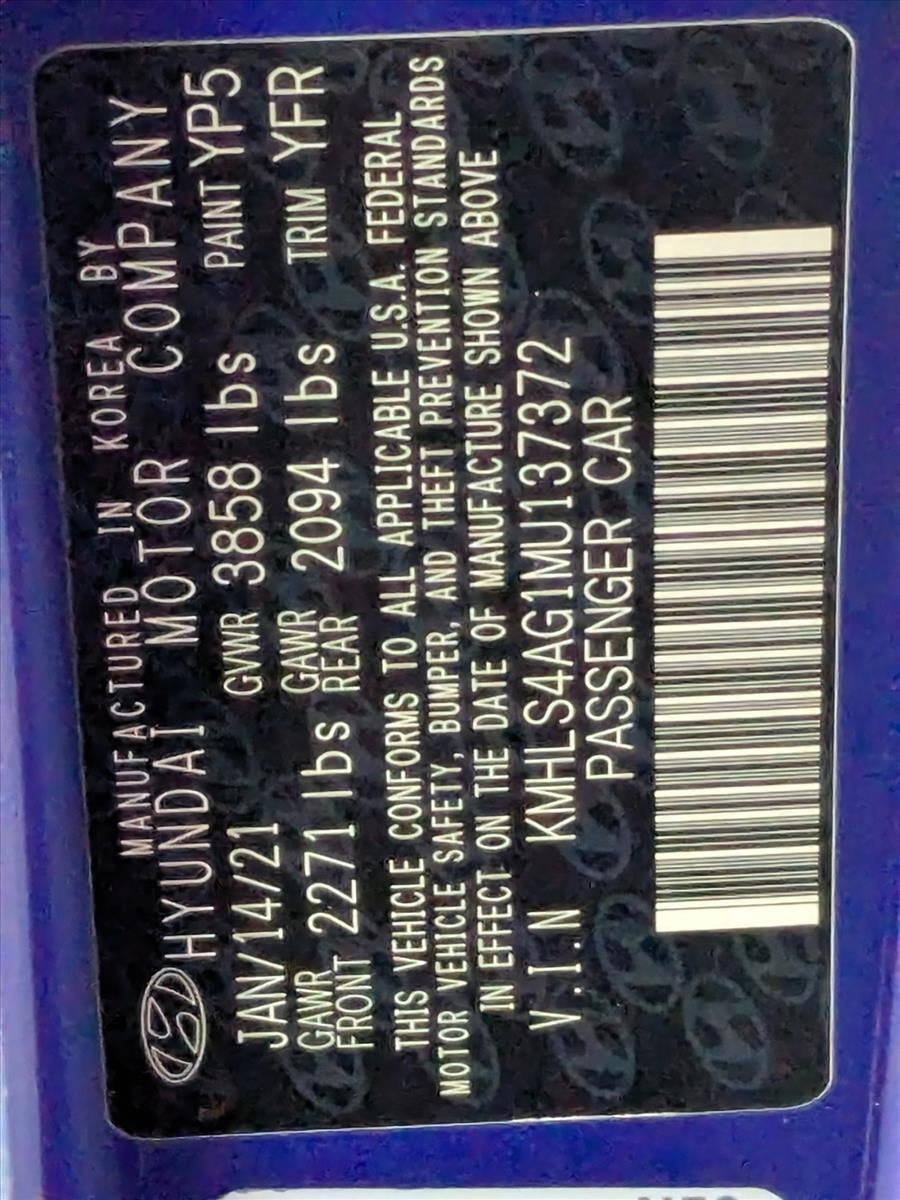 MANUFACTURED IN KOREA BY
HYUNDAI MOTOR COMPANY
JAN/14/21 GVWR 3858 lbs PAINT YP5
GAWR FRONT 2271 lbs GAWR REAR 2094 lbs TRIM YFR
THIS VEHICLE CONFORMS TO ALL APPLICABLE U.S.A. FEDERAL
MOTOR VEHICLE SAFETY, BUMPER, AND THEFT PREVENTION STANDARDS
IN EFFECT ON THE DATE OF MANUFACTURE SHOWN ABOVE
V.I.N KMHLS4AG1MU137372
PASSENGER CAR